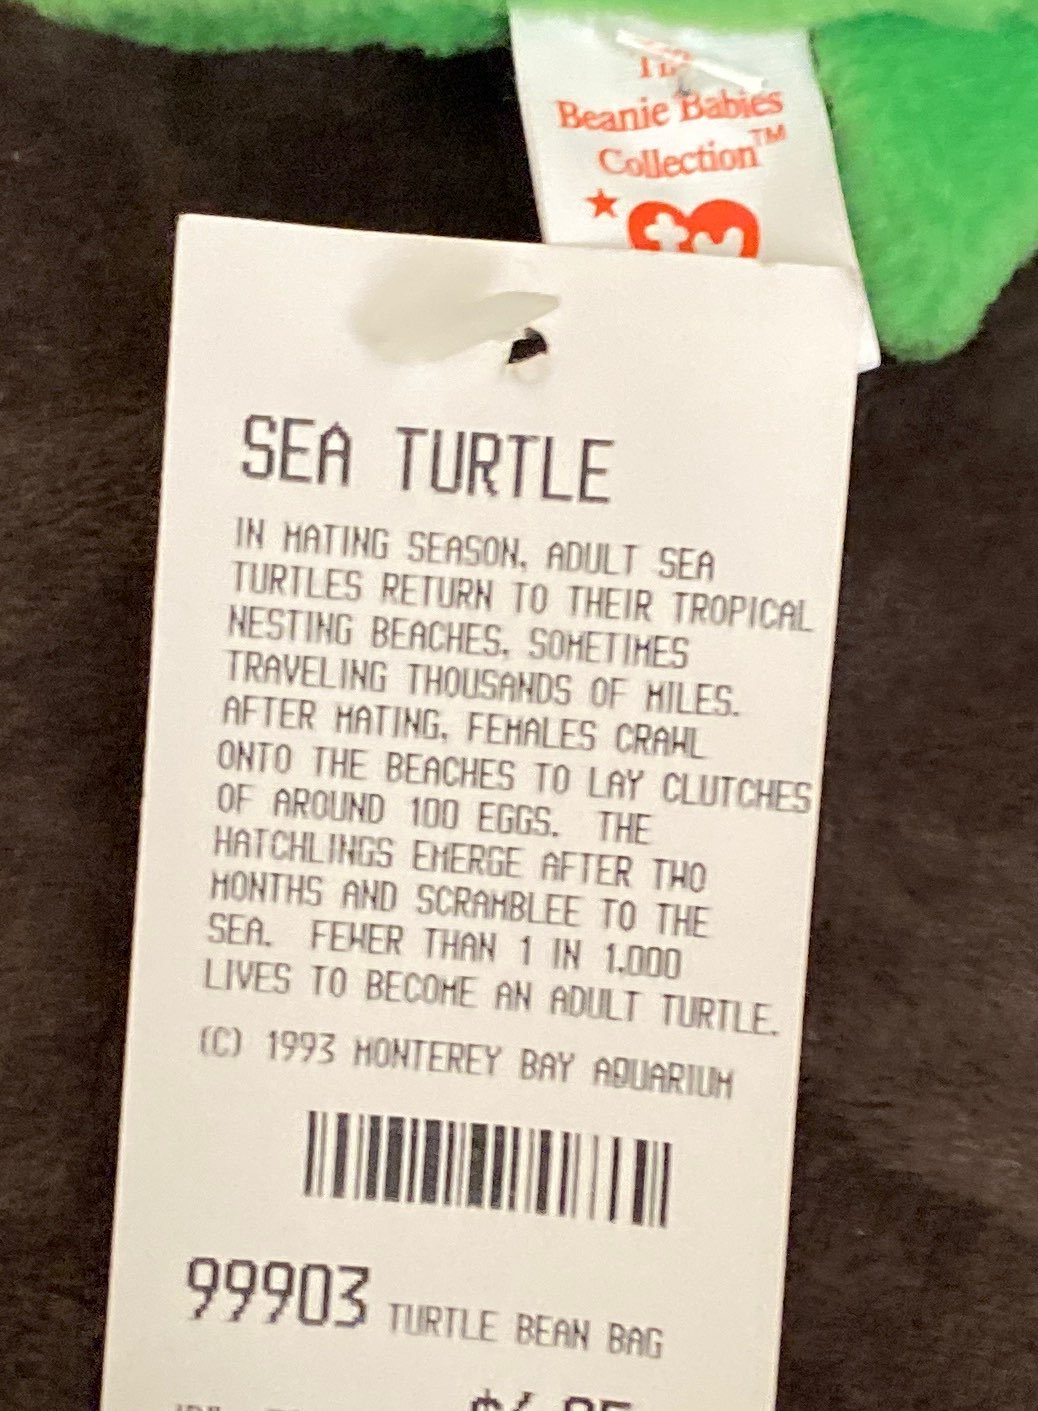 Beanie Babies
Collection™
SEA TURTLE
IN MATING SEASON, ADULT SEA
TURTLES RETURN TO THEIR TROPICAL
NESTING BEACHES, SOMETIMES
TRAVELING THOUSANDS OF MILES.
AFTER MATING, FEMALES CRAWL
ONTO THE BEACHES TO LAY CLUTCHES
OF AROUND 100 EGGS. THE
HATCHLINGS EMERGE AFTER TWO
MONTHS AND SCRAMBLEE TO THE
SEA. FEWER THAN 1 IN 1,000
LIVES TO BECOME AN ADULT TURTLE.
(C) 1993 MONTEREY BAY AQUARIUM
99903 TURTLE BEAN BAG